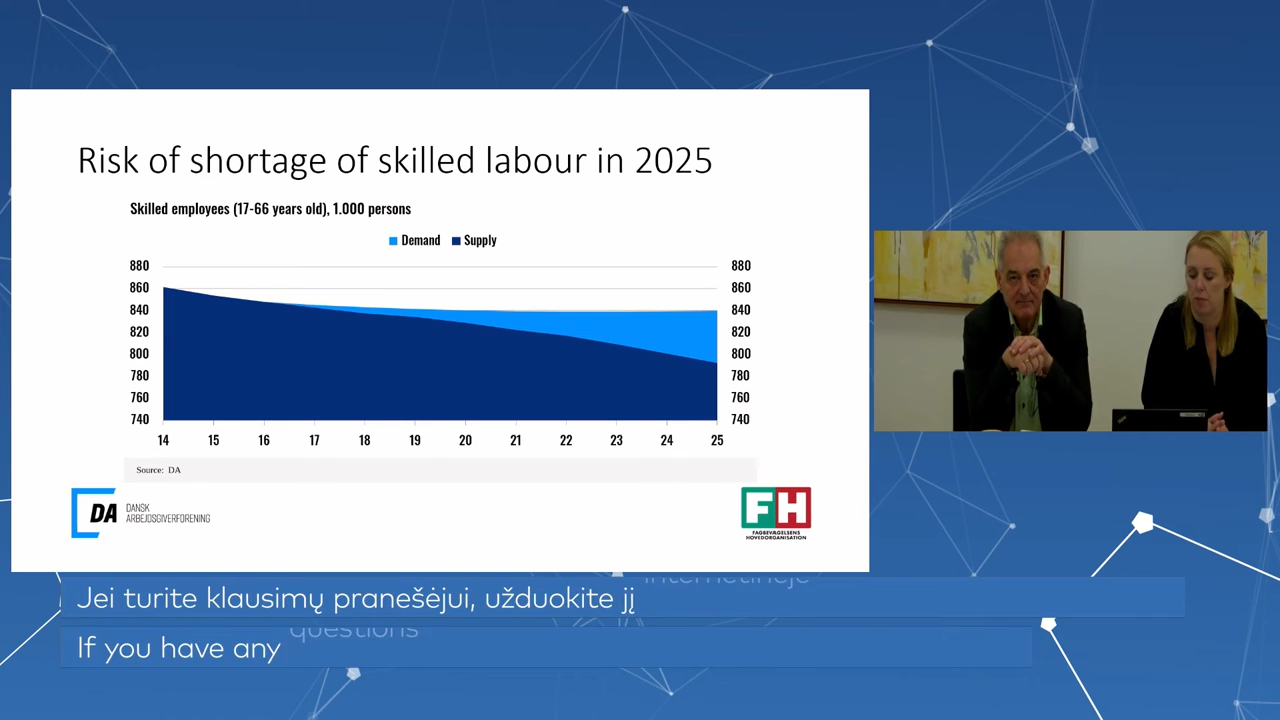 Risk of shortage of skilled labour in 2025
Skilled employees (17-66 years old), 1.000 persons
Demand Supply
880 880
860 860
840 840
820 820
800 800
780 780
760 760
740 740
14 15 16 17 18 19 20 21 22 23 24 25
Source: DA
DA DANSK
ARBEJDSGIVERFORENING
FH
FAGBEVÆGELSENS
HOVEDORGANISATION
internetinėje
Jei turite klausimų pranešėjui, užduokite jį
questions
If you have any